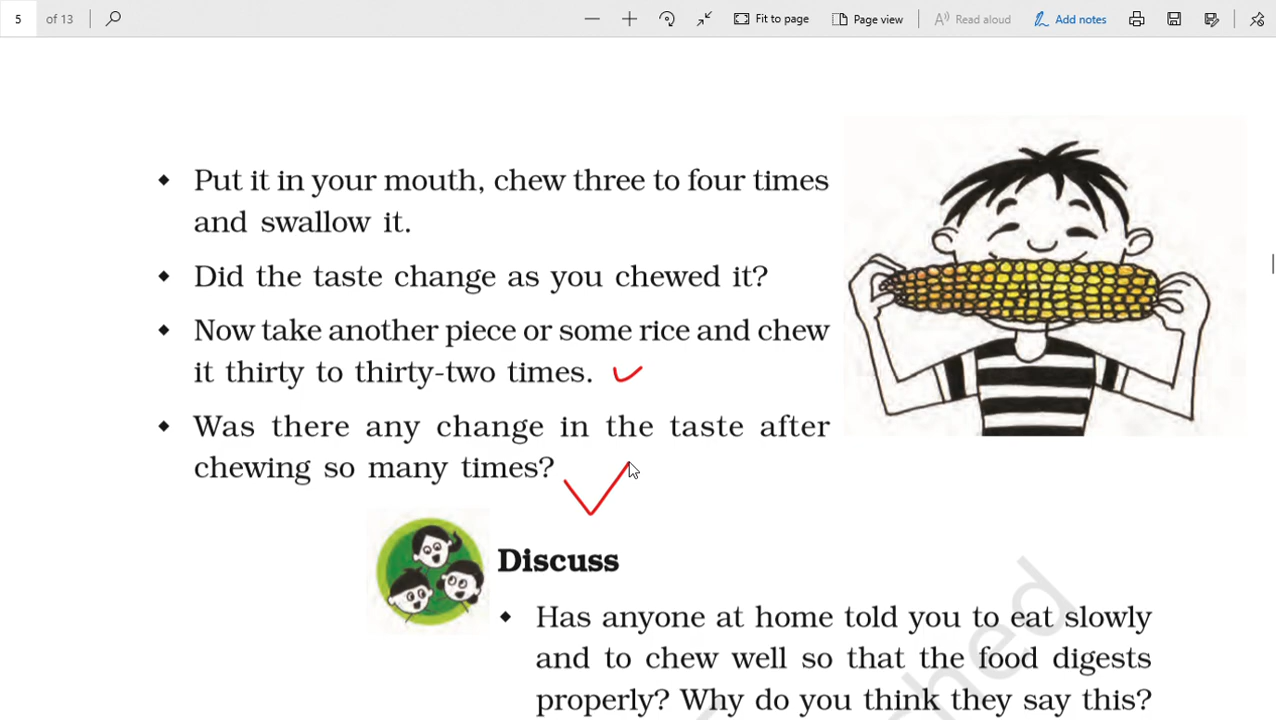 5 of 13 Fit to page Page view Read aloud Add notes
◆ Put it in your mouth, chew three to four times
and swallow it.
◆ Did the taste change as you chewed it?
◆ Now take another piece or some rice and chew
it thirty to thirty-two times.
◆ Was there any change in the taste after
chewing so many times?
Discuss
◆ Has anyone at home told you to eat slowly
and to chew well so that the food digests
properly? Why do you think they say this?